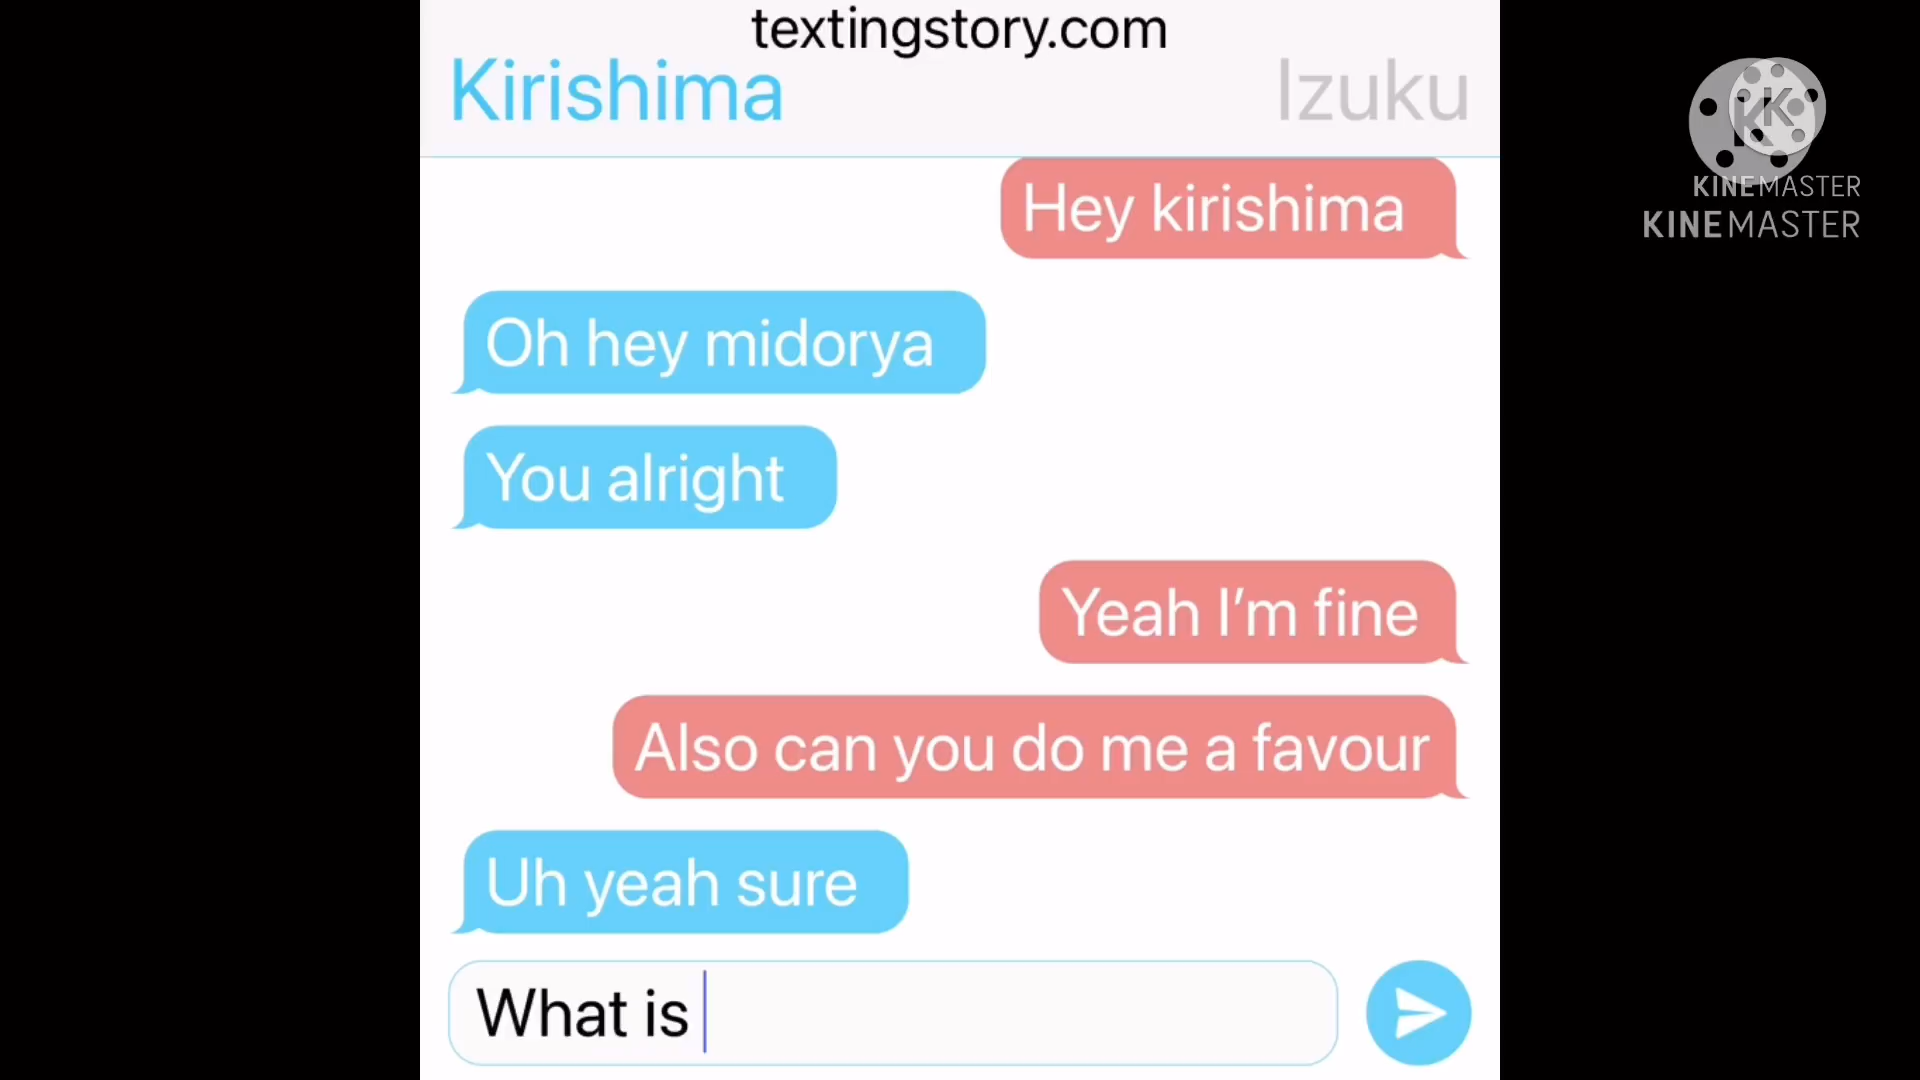 textingstory.com
Kirishima
Izuku
Hey kirishima
Oh hey midorya
You alright
Yeah I’m fine
Also can you do me a favour
Uh yeah sure
What is
K
K
KINEMASTER
KINEMASTER